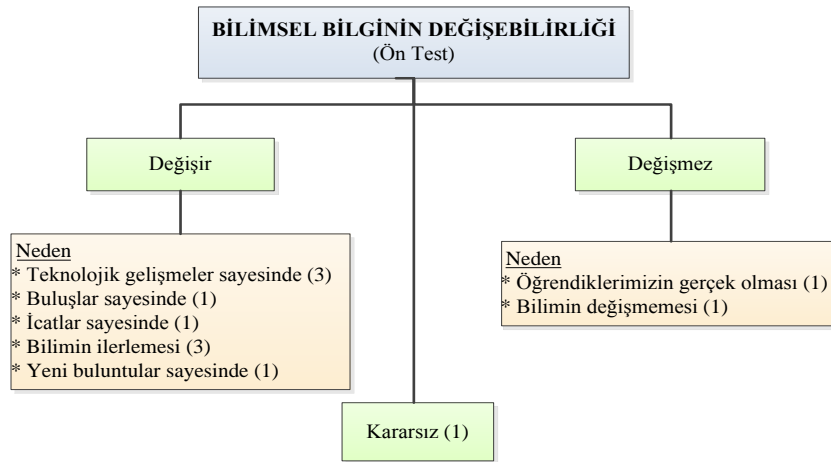 BİLİMSEL BİLGİNİN DEĞİŞEBİLİRLİĞİ
(Ön Test)
Değişir
Değişmez
Neden
* Teknolojik gelişmeler sayesinde (3)
* Buluşlar sayesinde (1)
* İcatlar sayesinde (1)
* Bilimin ilerlemesi (3)
* Yeni buluntular sayesinde (1)
Neden
* Öğrendiklerimizin gerçek olması (1)
* Bilimin değişmemesi (1)
Kararsız (1)